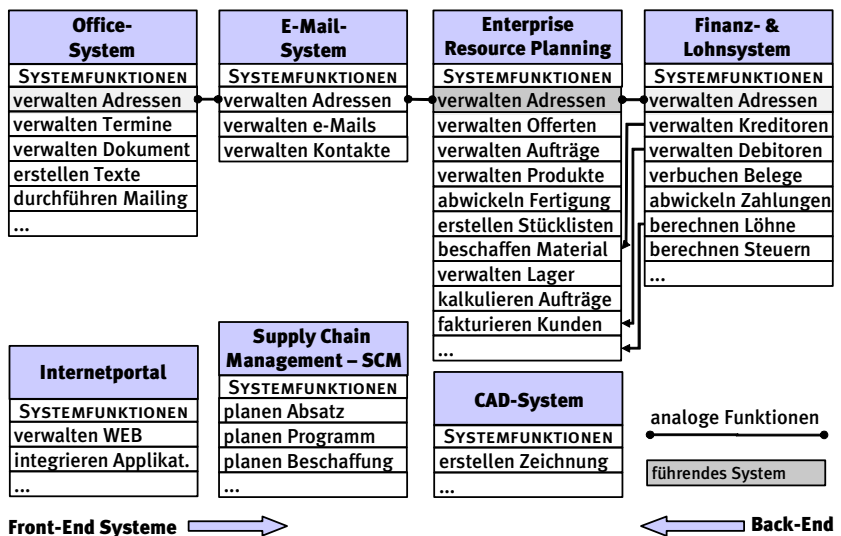 Office-
System
SYSTEMFUNKTIONEN
verwalten Adressen
verwalten Termine
verwalten Dokument
erstellen Texte
durchführen Mailing
...
E-Mail-
System
SYSTEMFUNKTIONEN
verwalten Adressen
verwalten e-Mails
verwalten Kontakte
Enterprise
Resource Planning
SYSTEMFUNKTIONEN
verwalten Adressen
verwalten Offerten
verwalten Aufträge
verwalten Produkte
abwickeln Fertigung
erstellen Stücklisten
beschaffen Material
verwalten Lager
kalkulieren Aufträge
fakturieren Kunden
...
Finanz- &
Lohnsystem
SYSTEMFUNKTIONEN
verwalten Adressen
verwalten Kreditoren
verwalten Debitoren
verbuchen Belege
abwickeln Zahlungen
berechnen Löhne
berechnen Steuern
...
Internetportal
SYSTEMFUNKTIONEN
verwalten WEB
integrieren Applikat.
...
Supply Chain
Management – SCM
SYSTEMFUNKTIONEN
planen Absatz
planen Programm
planen Beschaffung
...
CAD-System
SYSTEMFUNKTIONEN
erstellen Zeichnung
...
analoge Funktionen
führendes System
Front-End Systeme
Back-End